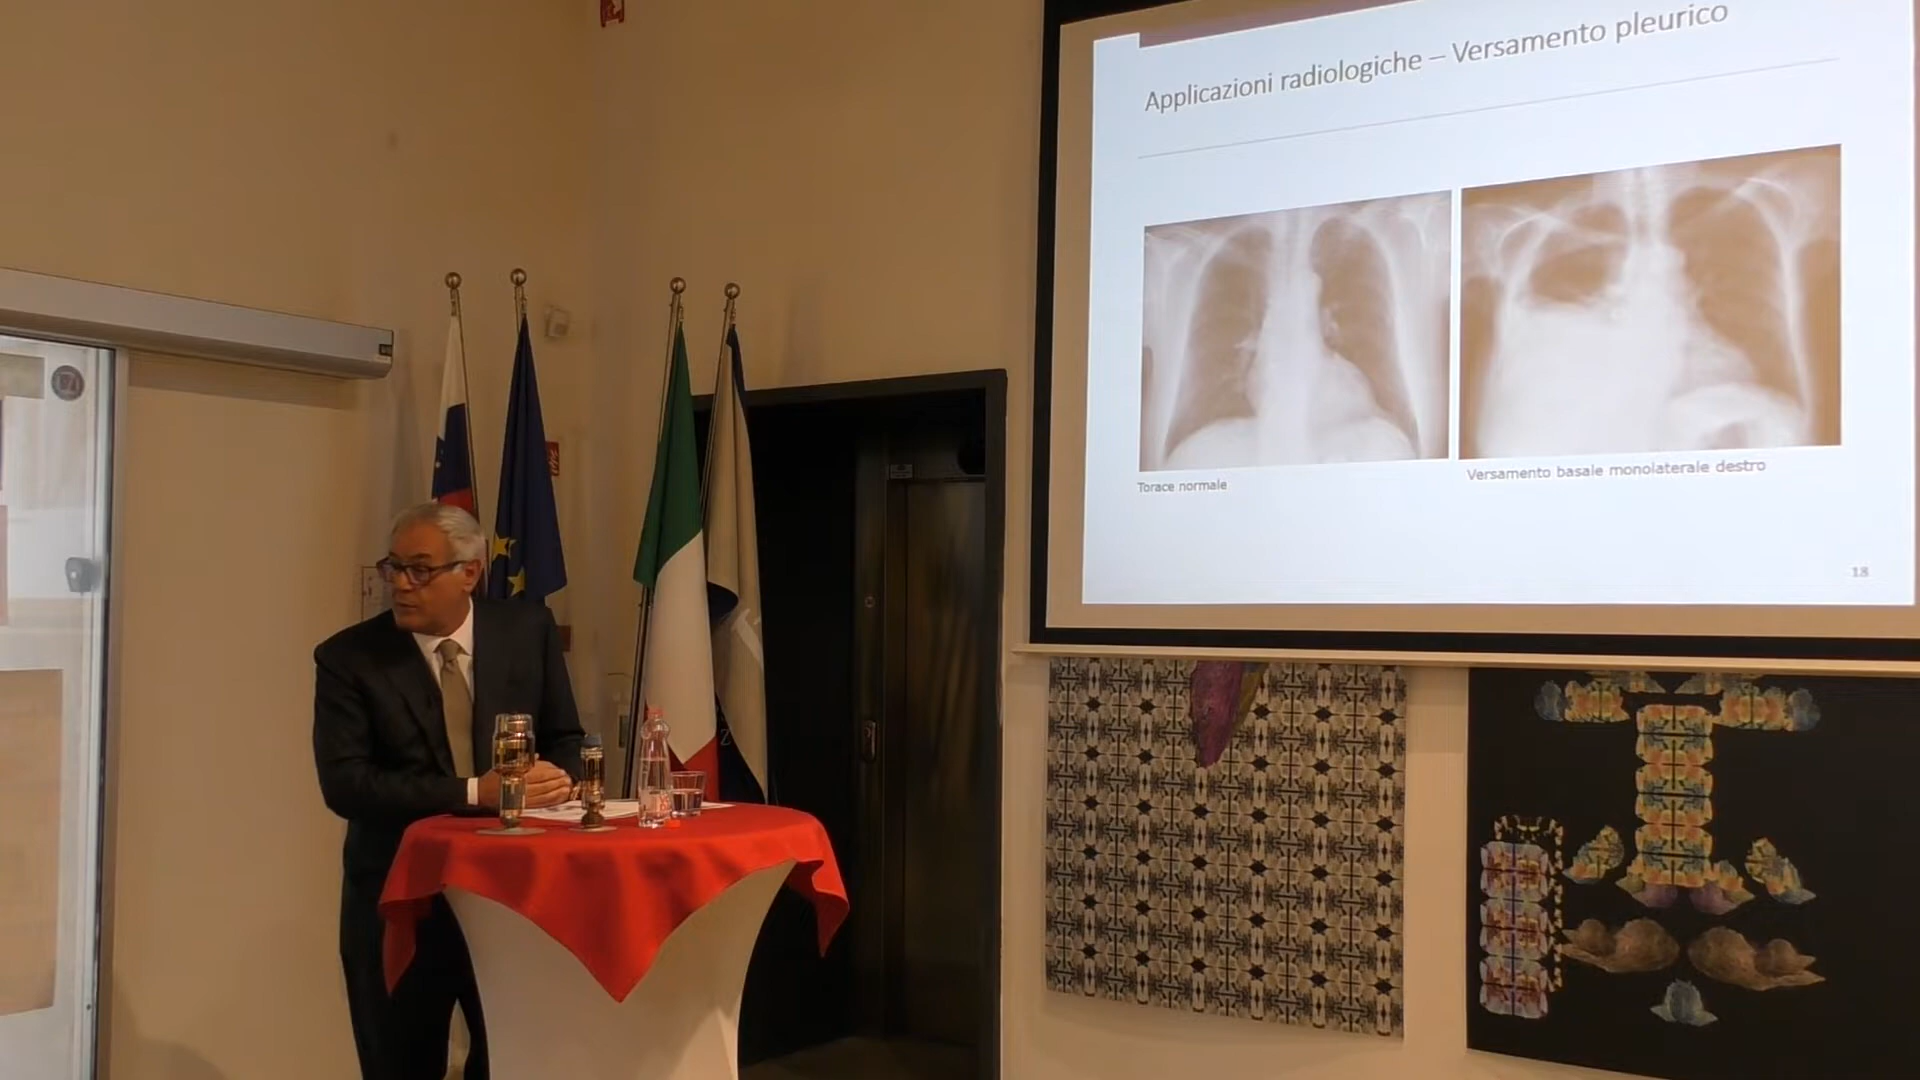 Applicazioni radiologiche – Versamento pleurico
Torace normale
Versamento basale monolaterale destro
18